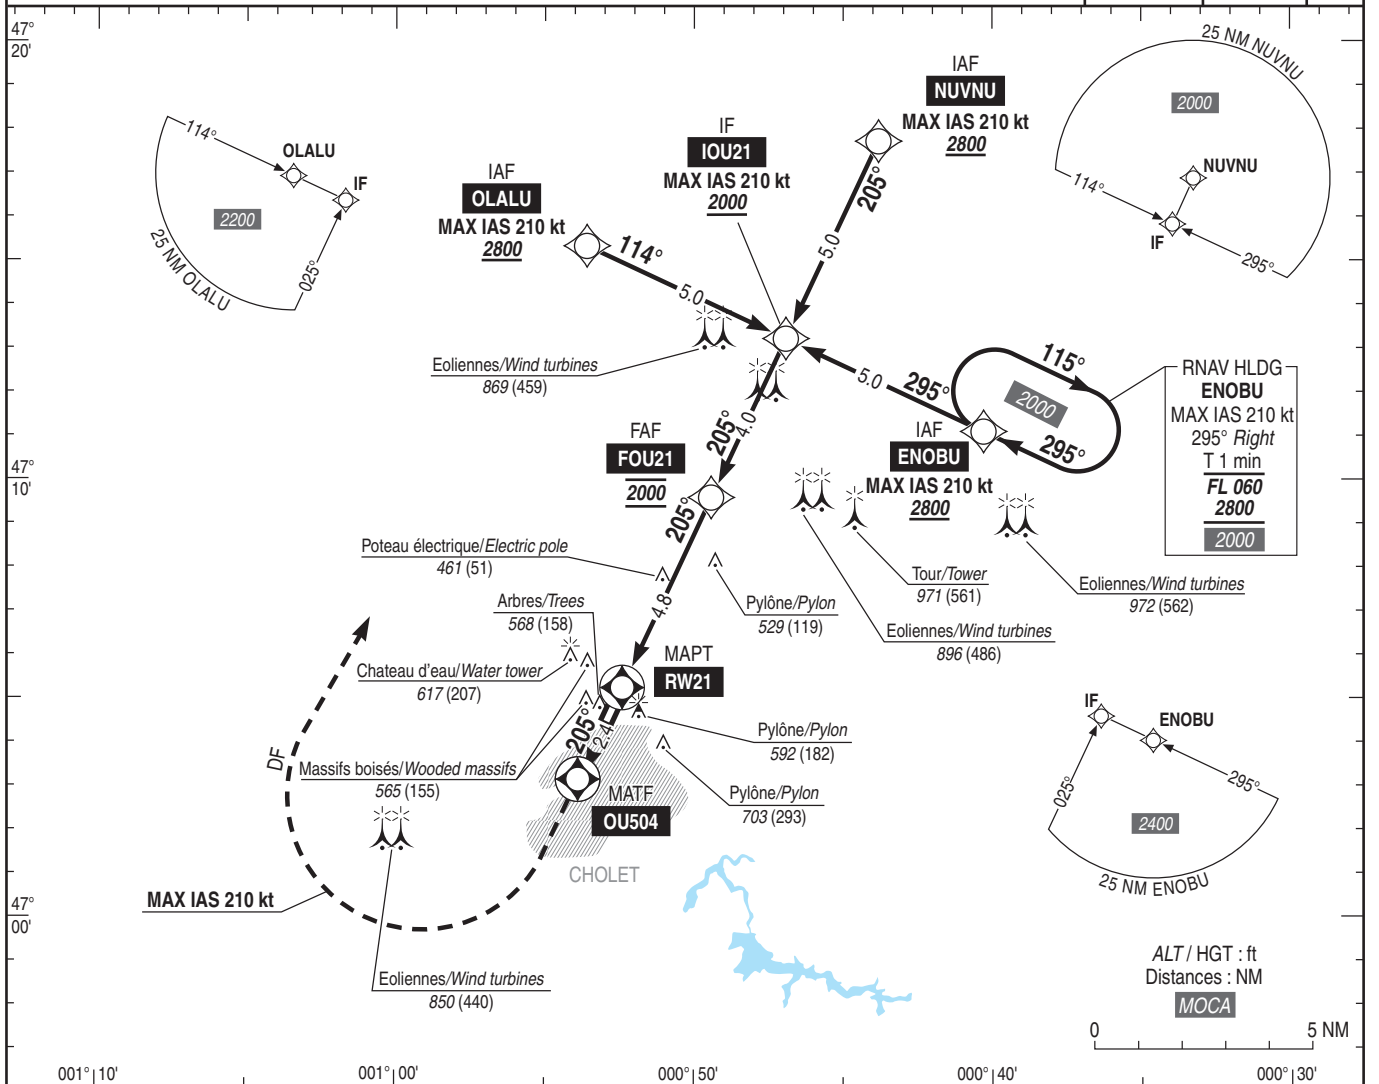 47°
20'
25 NM NUVNU
2000
NUVNU
114°
IF
295°
IAF
NUVNU
MAX IAS 210 kt
2800
IF
IOU21
MAX IAS 210 kt
2000
205°
5.0
114°
OLALU
IF
2200
25 NM OLALU
025°
IAF
OLALU
MAX IAS 210 kt
2800
114°
5.0
Eoliennes/Wind turbines
869 (459)
5.0
295°
115°
2000
295°
IAF
ENOBU
MAX IAS 210 kt
2800
RNAV HLDG
ENOBU
MAX IAS 210 kt
295° Right
T 1 min
FL 060
2800
2000
205°
4.0
FAF
FOU21
2000
47°
10'
205°
4.8
Poteau électrique/Electric pole
461 (51)
Arbres/Trees
568 (158)
Pylône/Pylon
529 (119)
Tour/Tower
971 (561)
Eoliennes/Wind turbines
972 (562)
Eoliennes/Wind turbines
896 (486)
Chateau d'eau/Water tower
617 (207)
MAPT
RW21
205°
2.4
Pylône/Pylon
592 (182)
Massifs boisés/Wooded massifs
565 (155)
Pylône/Pylon
703 (293)
MATF
OU504
CHOLET
DF
MAX IAS 210 kt
Eoliennes/Wind turbines
850 (440)
IF
ENOBU
025°
295°
2400
25 NM ENOBU
47°
00'
ALT / HGT : ft
Distances : NM
MOCA
0 5 NM
001°10' 001°00' 000°50' 000°40' 000°30'